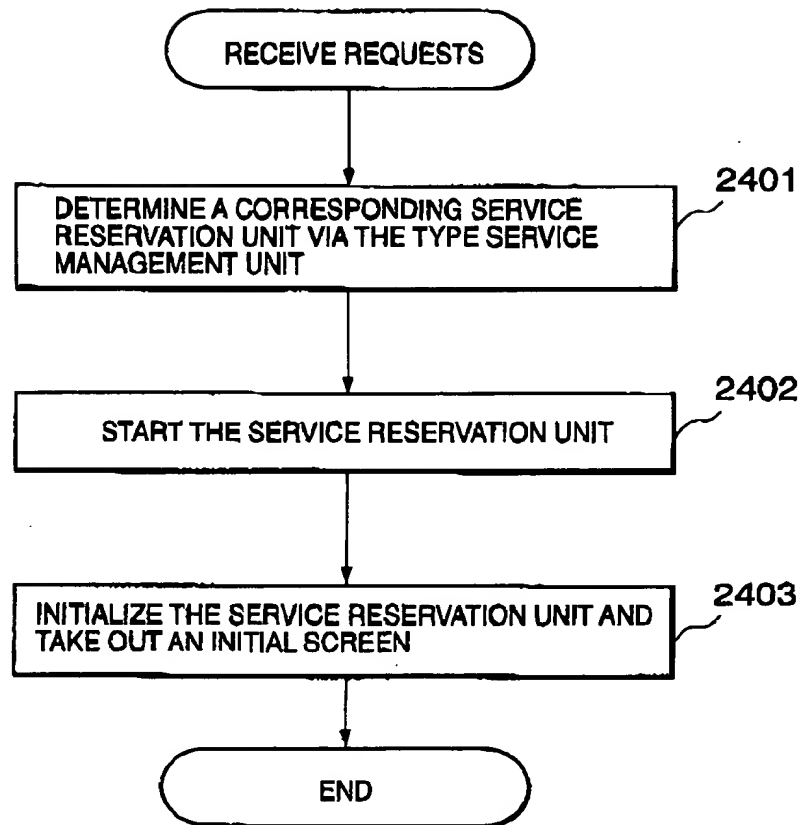 RECEIVE REQUESTS
2401
DETERMINE A CORRESPONDING SERVICE
RESERVATION UNIT VIA THE TYPE SERVICE
MANAGEMENT UNIT
2402
START THE SERVICE RESERVATION UNIT
2403
INITIALIZE THE SERVICE RESERVATION UNIT AND
TAKE OUT AN INITIAL SCREEN
END